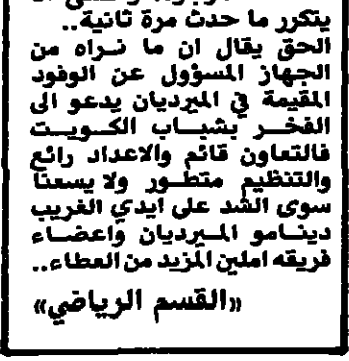 يتكرر ما حدث مرة ثانية..
الحق يقال ان ما نراه من
الجهاز المسؤول عن الوفود
المقيمة في الميرديان يدعو الى
الفخر بشباب الكويت
فالتعاون قائم والاعداد رائع
والتنظيم متطور ولا يسعنا
سوى الشد على ايدي الغريب
دينامو الميرديان واعضاء
فريقه املين المزيد من العطاء..
«القسم الرياضي»